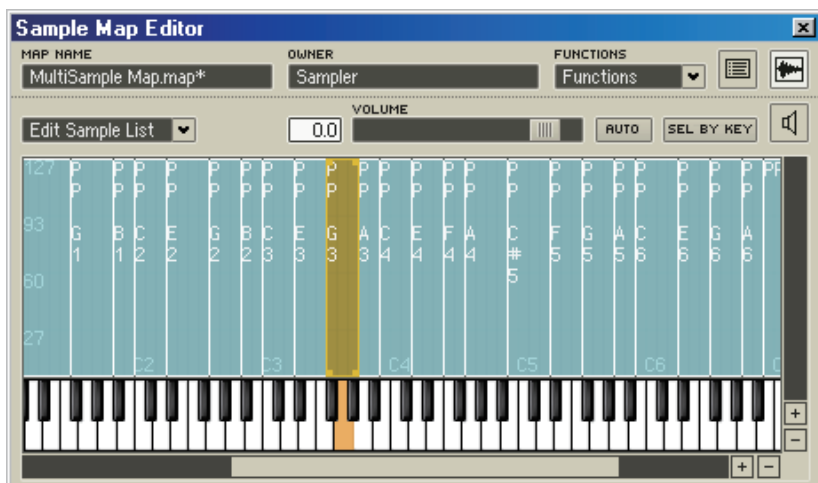 Sample Map Editor
MAP NAME OWNER FUNCTIONS
MultiSample Map.map* Sampler Functions
VOLUME
Edit Sample List 0.0 AUTO SEL BY KEY
127 P P P P P P P P P P P P P P P P P P P P P PF
P P P P P P P P P P P P P P P P P P P P P
93 G B C E G B C E G A C E F A C F G A C E G A
1 1 2 2 2 2 3 3 3 3 4 4 4 4 # 5 5 5 6 6 6 6
60 5
27
C2 C3 C4 C5 C6 C
+
−
+ −